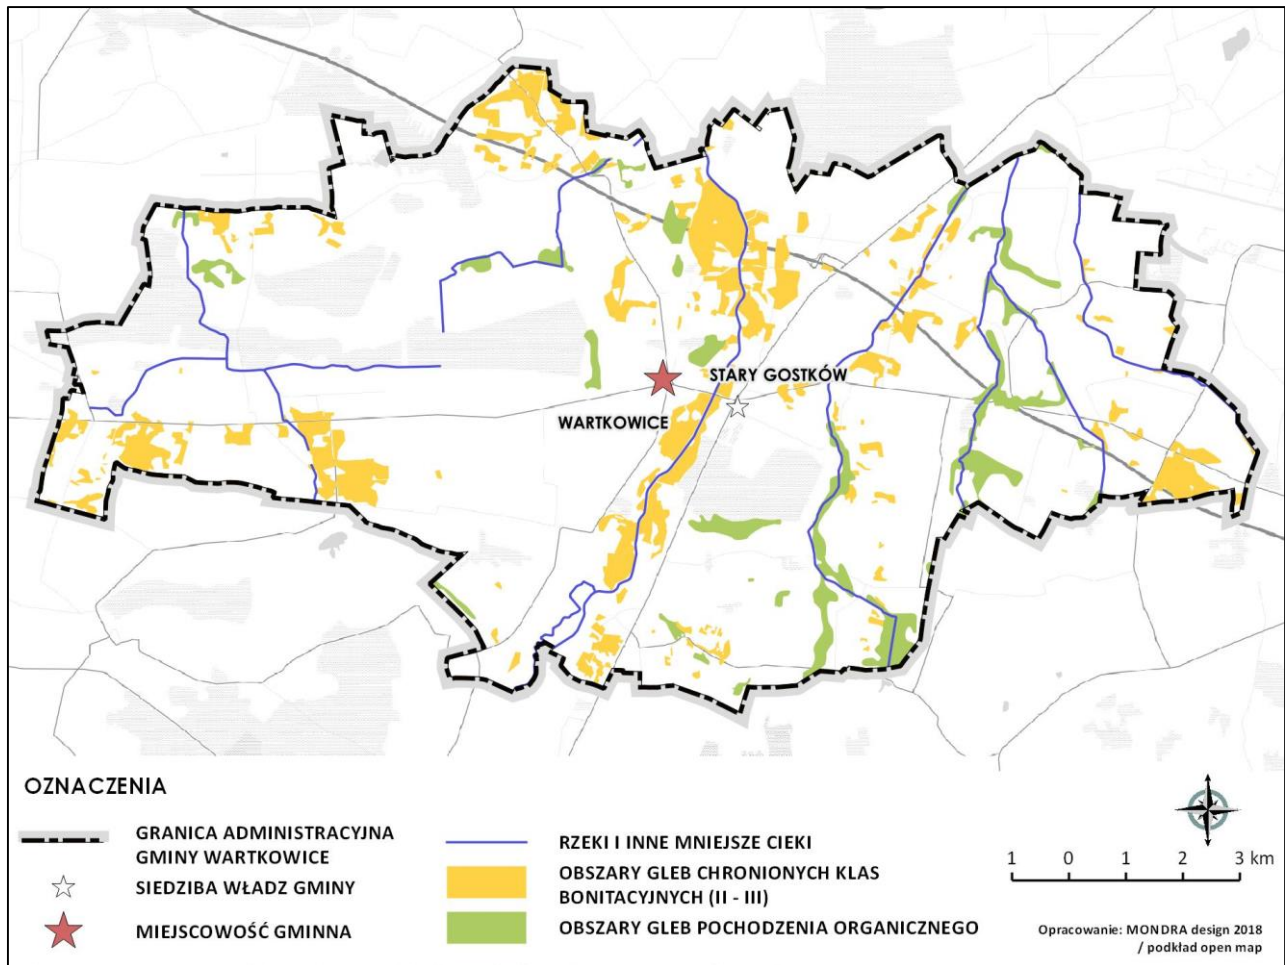 STARY GOSTKÓW
WARTKOWICE
OZNACZENIA
GRANICA ADMINISTRACYJNA
GMINY WARTKOWICE
SIEDZIBA WŁADZ GMINY
MIEJSCOWOŚĆ GMINNA
RZEKI I INNE MNIEJSZE CIEKI
OBSZARY GLEB CHRONIONYCH KLAS
BONITACYJNYCH (II - III)
OBSZARY GLEB POCHODZENIA ORGANICZNEGO
1 0 1 2 3 km
Opracowanie: MONDRA design 2018
/ podkład open map